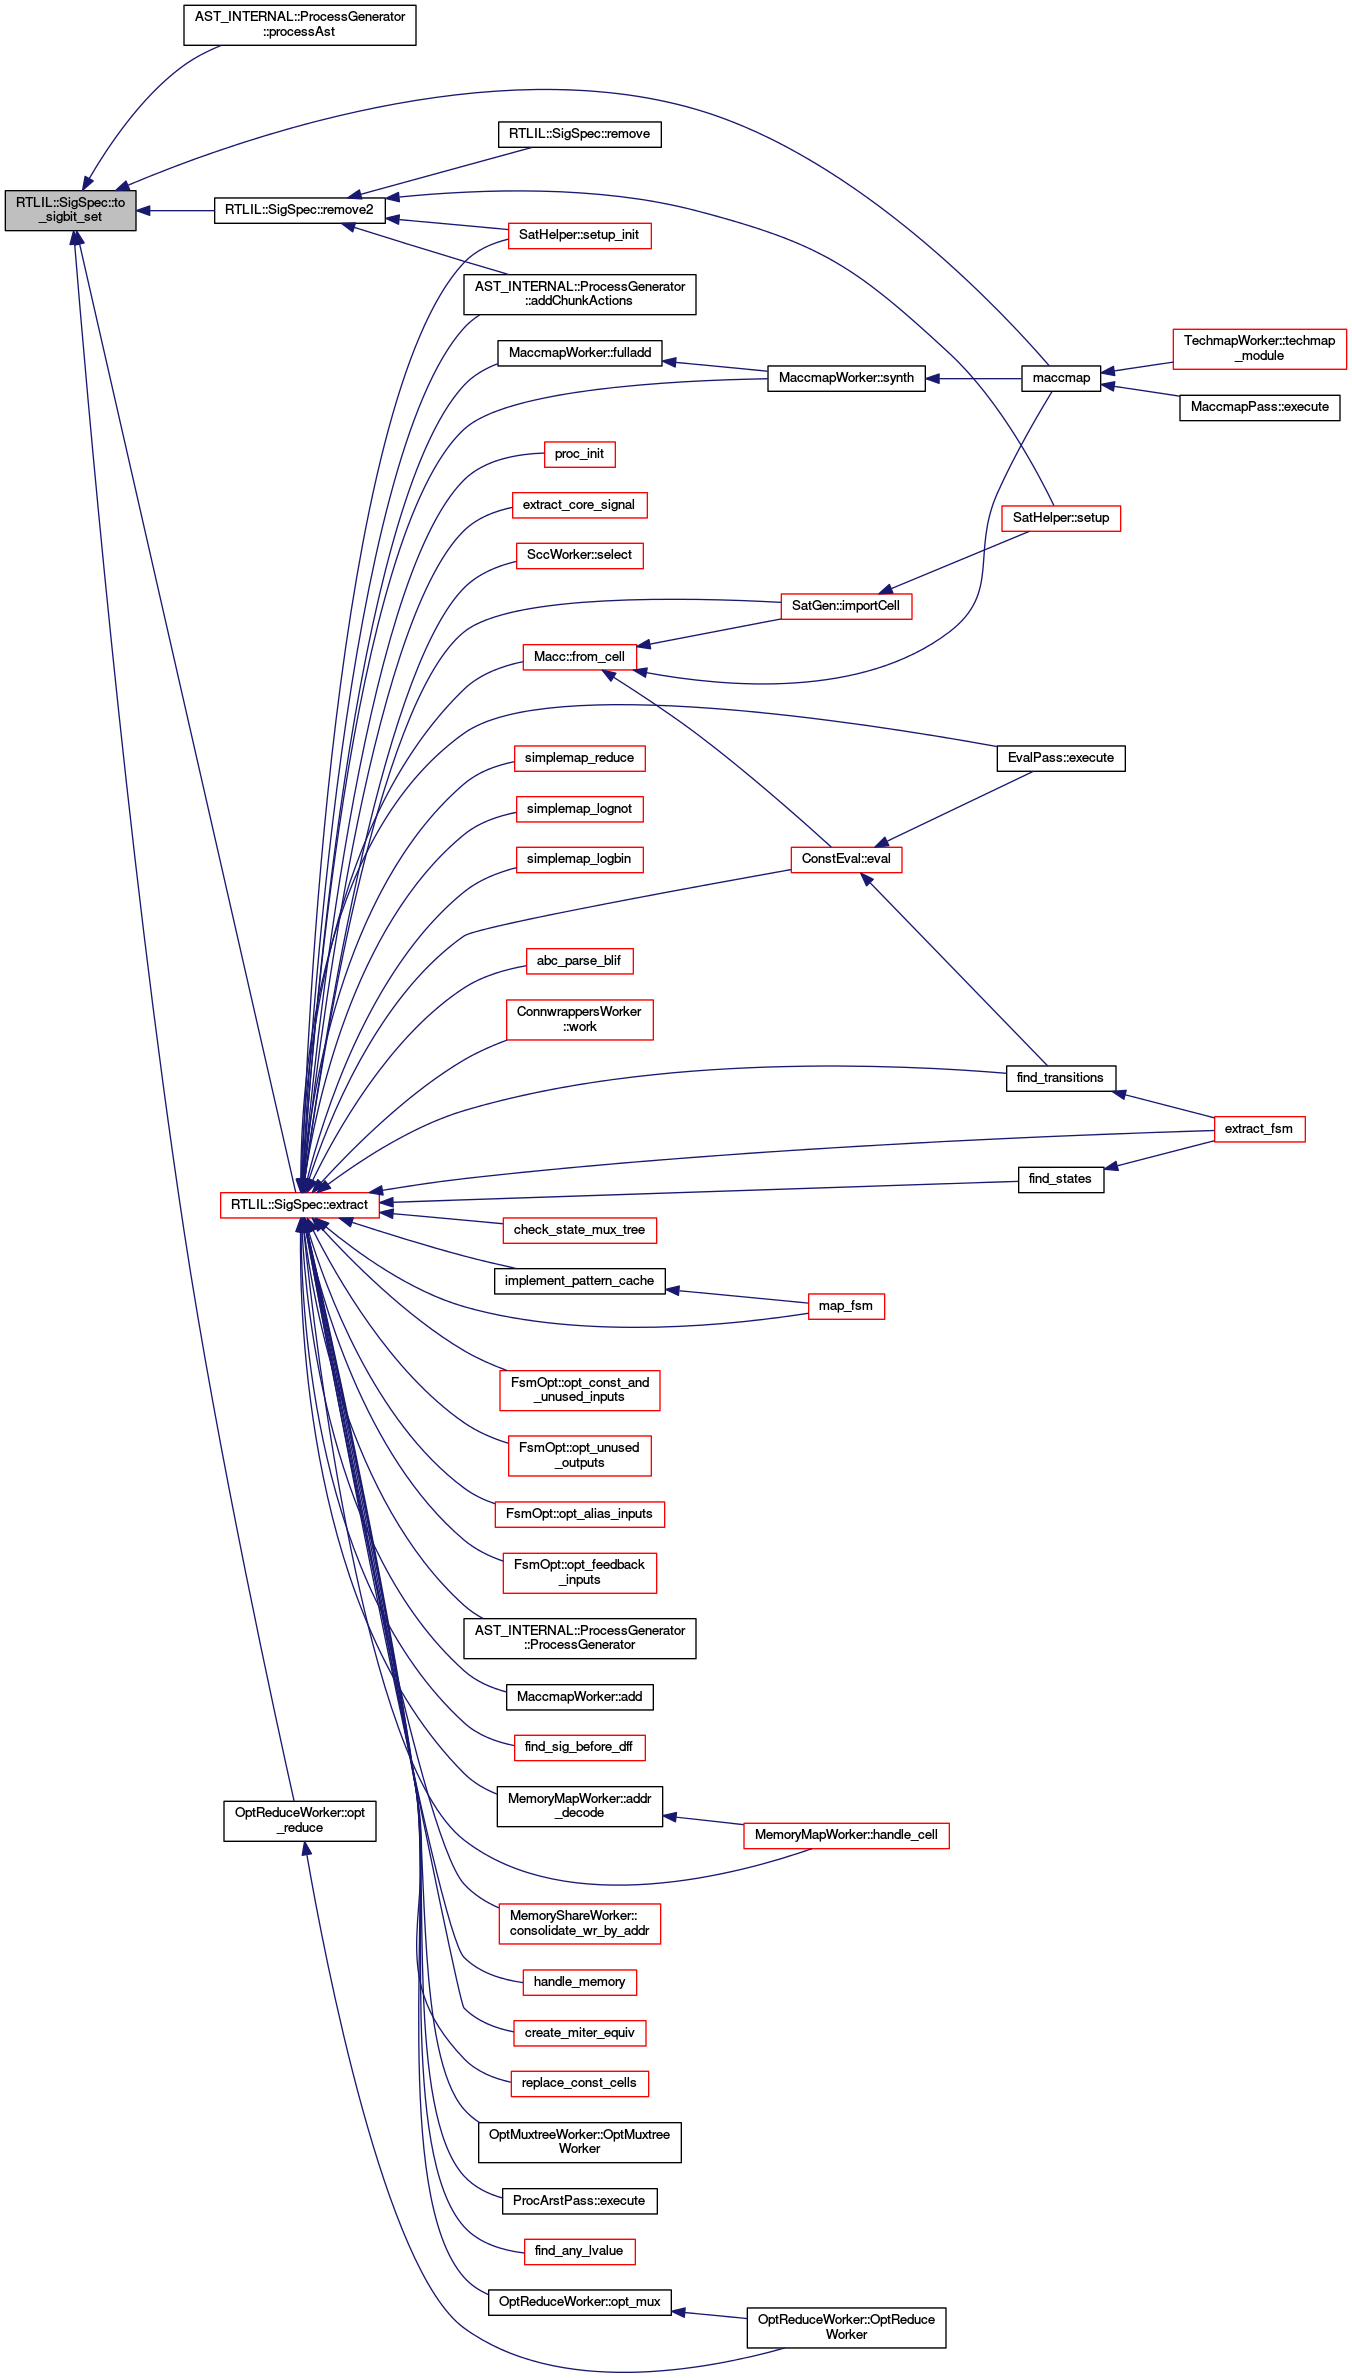 AST_INTERNAL::ProcessGenerator
::processAst
RTLIL::SigSpec::remove
RTLIL::SigSpec::to
_sigbit_set
RTLIL::SigSpec::remove2
SatHelper::setup_init
AST_INTERNAL::ProcessGenerator
::addChunkActions
MaccmapWorker::fulladd
MaccmapWorker::synth
maccmap
TechmapWorker::techmap
_module
MaccmapPass::execute
proc_init
extract_core_signal
SatHelper::setup
SccWorker::select
SatGen::importCell
Macc::from_cell
EvalPass::execute
simplemap_reduce
simplemap_lognot
simplemap_logbin
ConstEval::eval
abc_parse_blif
ConnwrappersWorker
::work
find_transitions
extract_fsm
find_states
RTLIL::SigSpec::extract
check_state_mux_tree
implement_pattern_cache
map_fsm
FsmOpt::opt_const_and
_unused_inputs
FsmOpt::opt_unused
_outputs
FsmOpt::opt_alias_inputs
FsmOpt::opt_feedback
_inputs
AST_INTERNAL::ProcessGenerator
::ProcessGenerator
MaccmapWorker::add
find_sig_before_dff
MemoryMapWorker::addr
_decode
OptReduceWorker::opt
_reduce
MemoryMapWorker::handle_cell
MemoryShareWorker::
consolidate_wr_by_addr
handle_memory
create_miter_equiv
replace_const_cells
OptMuxtreeWorker::OptMuxtree
Worker
ProcArstPass::execute
find_any_lvalue
OptReduceWorker::opt_mux
OptReduceWorker::OptReduce
Worker